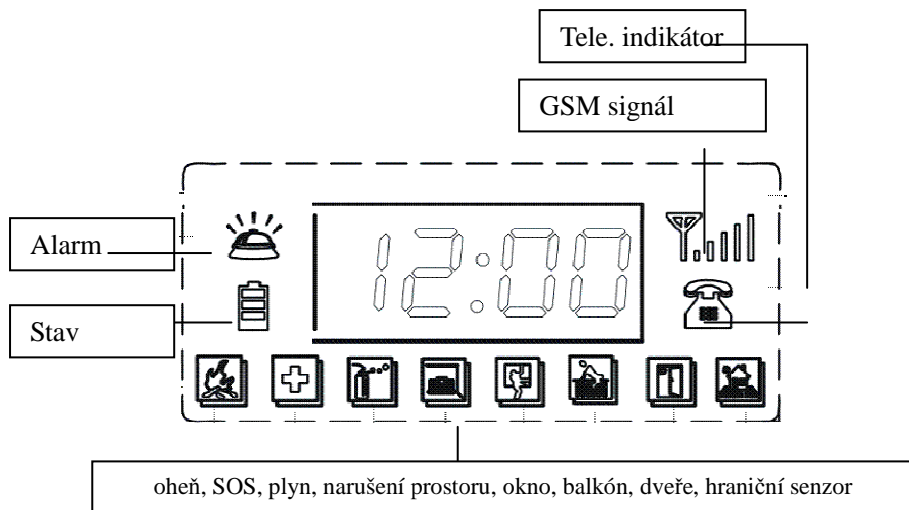 Tele. indikátor
GSM signál
Alarm
12:00
Stav
oheň, SOS, plyn, narušení prostoru, okno, balkón, dveře, hraniční senzor